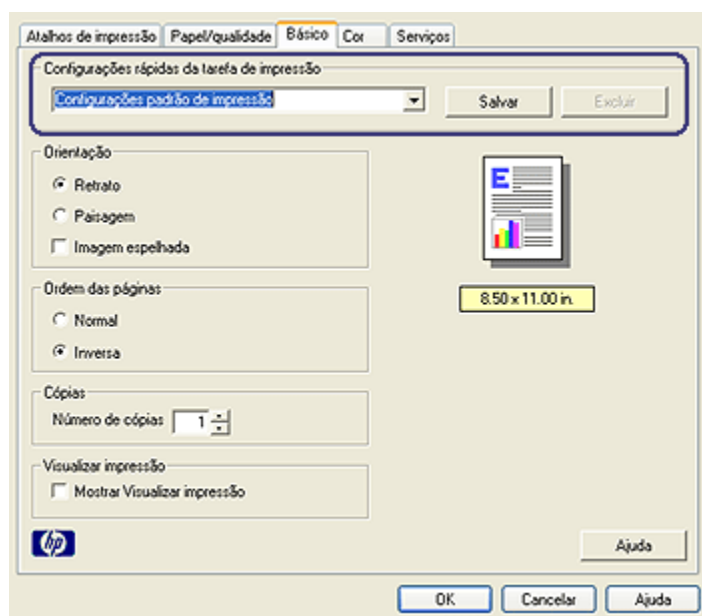 Atalhos de impressão Papel/qualidade Básico Cor Serviços
Configurações rápidas da tarefa de impressão
Configurações padrão de impressão Salvar Excluir
Orientação
Retrato
Paisagem
Imagem espelhada
E
8.50 x 11.00 in.
Ordem das páginas
Normal
Inversa
Cópias
Número de cópias 1
Visualizar impressão
Mostrar Visualizar impressão
hp Ajuda
OK Cancelar Ajuda